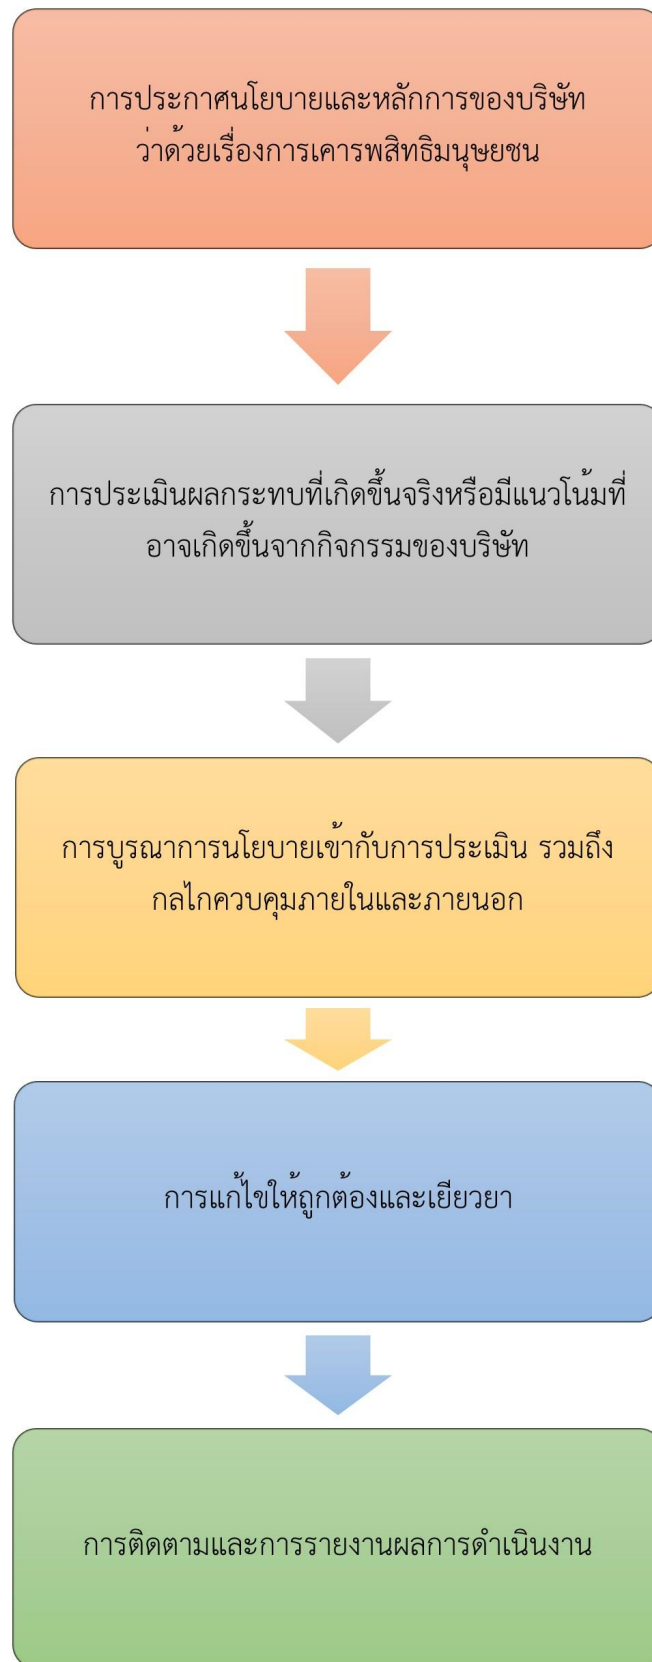 การประกาศนโยบายและหลักการของบริษัท
ว่าด้วยเรื่องการเคารพสิทธิมนุษยชน
การประเมินผลกระทบที่เกิดขึ้นจริงหรือมีแนวโน้มที่
อาจเกิดขึ้นจากกิจกรรมของบริษัท
การบูรณาการนโยบายเข้ากับการประเมิน รวมถึง
กลไกควบคุมภายในและภายนอก
การแก้ไขให้ถูกต้องและเยียวยา
การติดตามและการรายงานผลการดำเนินงาน